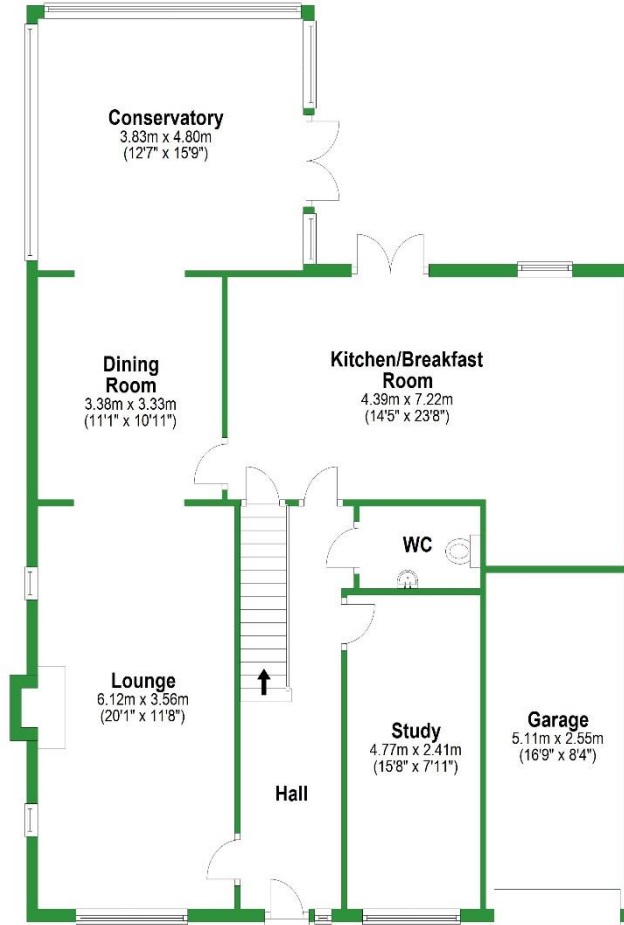 Conservatory
3.83m x 4.80m
(12'7" x 15'9")
Dining
Room
3.38m x 3.33m
(11'1" x 10'11")
Kitchen/Breakfast
Room
4.39m x 7.22m
(14'5" x 23'8")
WC
Lounge
6.12m x 3.56m
(20'1" x 11'8")
Study
4.77m x 2.41m
(15'8" x 7'11")
Garage
5.11m x 2.55m
(16'9" x 8'4")
Hall